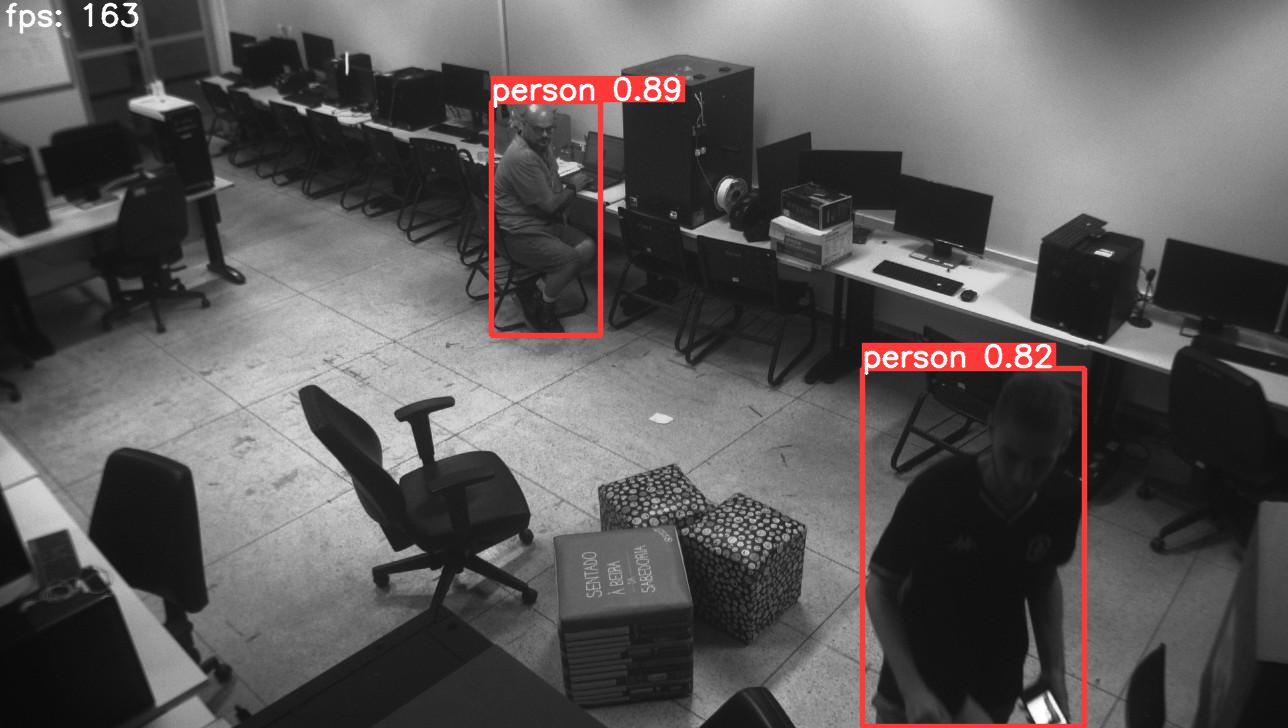 fps: 163
person 0.89
person 0.82
SENTADO
À BEIRA
DA
SABEDORIA